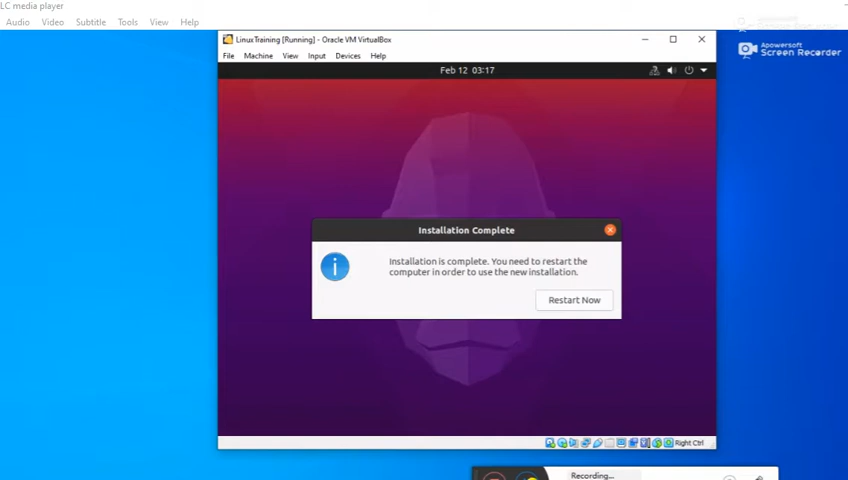 LC media player
Audio Video Subtitle Tools View Help
LinuxTraining [Running] - Oracle VM VirtualBox
Apowersoft
Screen Recorder
File Machine View Input Devices Help
Feb 12 03:17
Installation Complete
Installation is complete. You need to restart the
computer in order to use the new installation.
Restart Now
Right Ctrl
Recording...